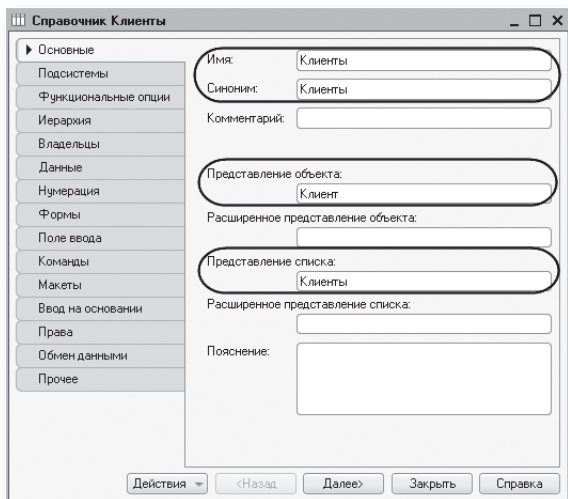 Справочник Клиенты
Основные
Подсистемы
Функциональные опции
Иерархия
Владельцы
Данные
Нумерация
Формы
Поле ввода
Команды
Макеты
Ввод на основании
Права
Обмен данными
Прочее
Имя: Клиенты
Синоним: Клиенты
Комментарий:
Представление объекта:
Клиент
Расширенное представление объекта:
Представление списка:
Клиенты
Расширенное представление списка:
Пояснение:
Действия <Назад Далее> Закрыть Справка